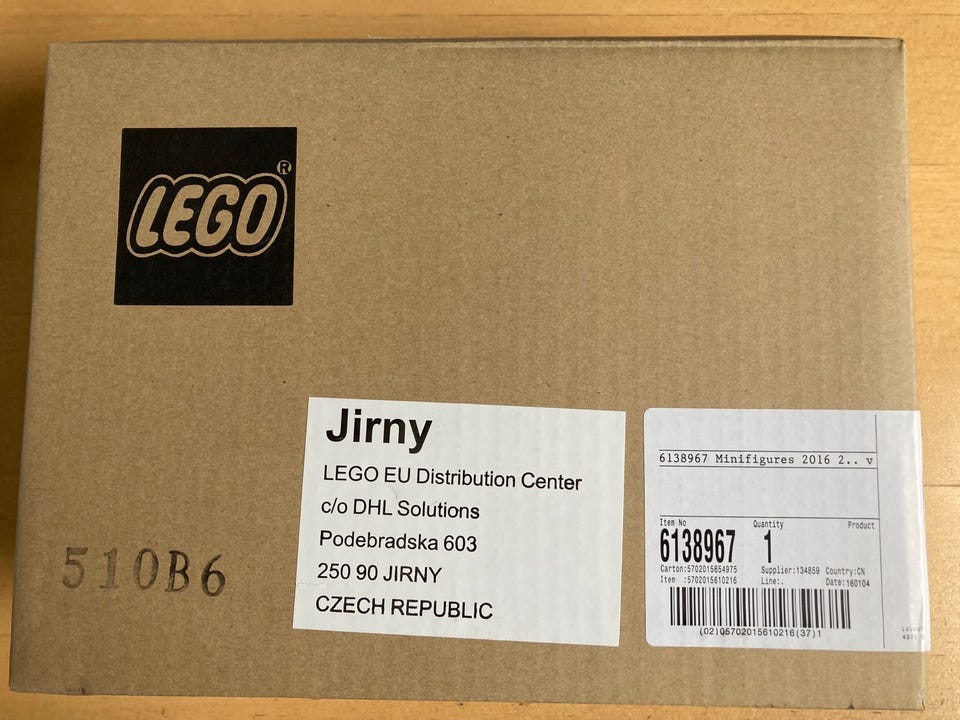 LEGO®
Jirny
LEGO EU Distribution Center
c/o DHL Solutions
Podebradska 603
250 90 JIRNY
CZECH REPUBLIC
510B6
6138967 Minifigures 2016 2.. v
Item No Quantity Product
6138967 1
Carton:5702015654975 Supplier:134859 Country:CN
Item :5702015610216 Line:. Date:160104
(02)05702015610216(37)1